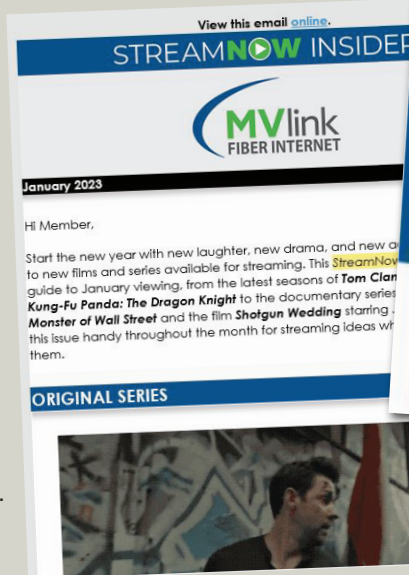 View this email online.
STREAMNOW INSIDER
MVlink
FIBER INTERNET
January 2023
Hi Member,
Start the new year with new laughter, new drama, and new
to new films and series available for streaming. This StreamNow
guide to January viewing, from the latest seasons of Tom Clan
Kung-Fu Panda: The Dragon Knight to the documentary series
Monster of Wall Street and the film Shotgun Wedding starring
this issue handy throughout the month for streaming ideas wh
them.
ORIGINAL SERIES